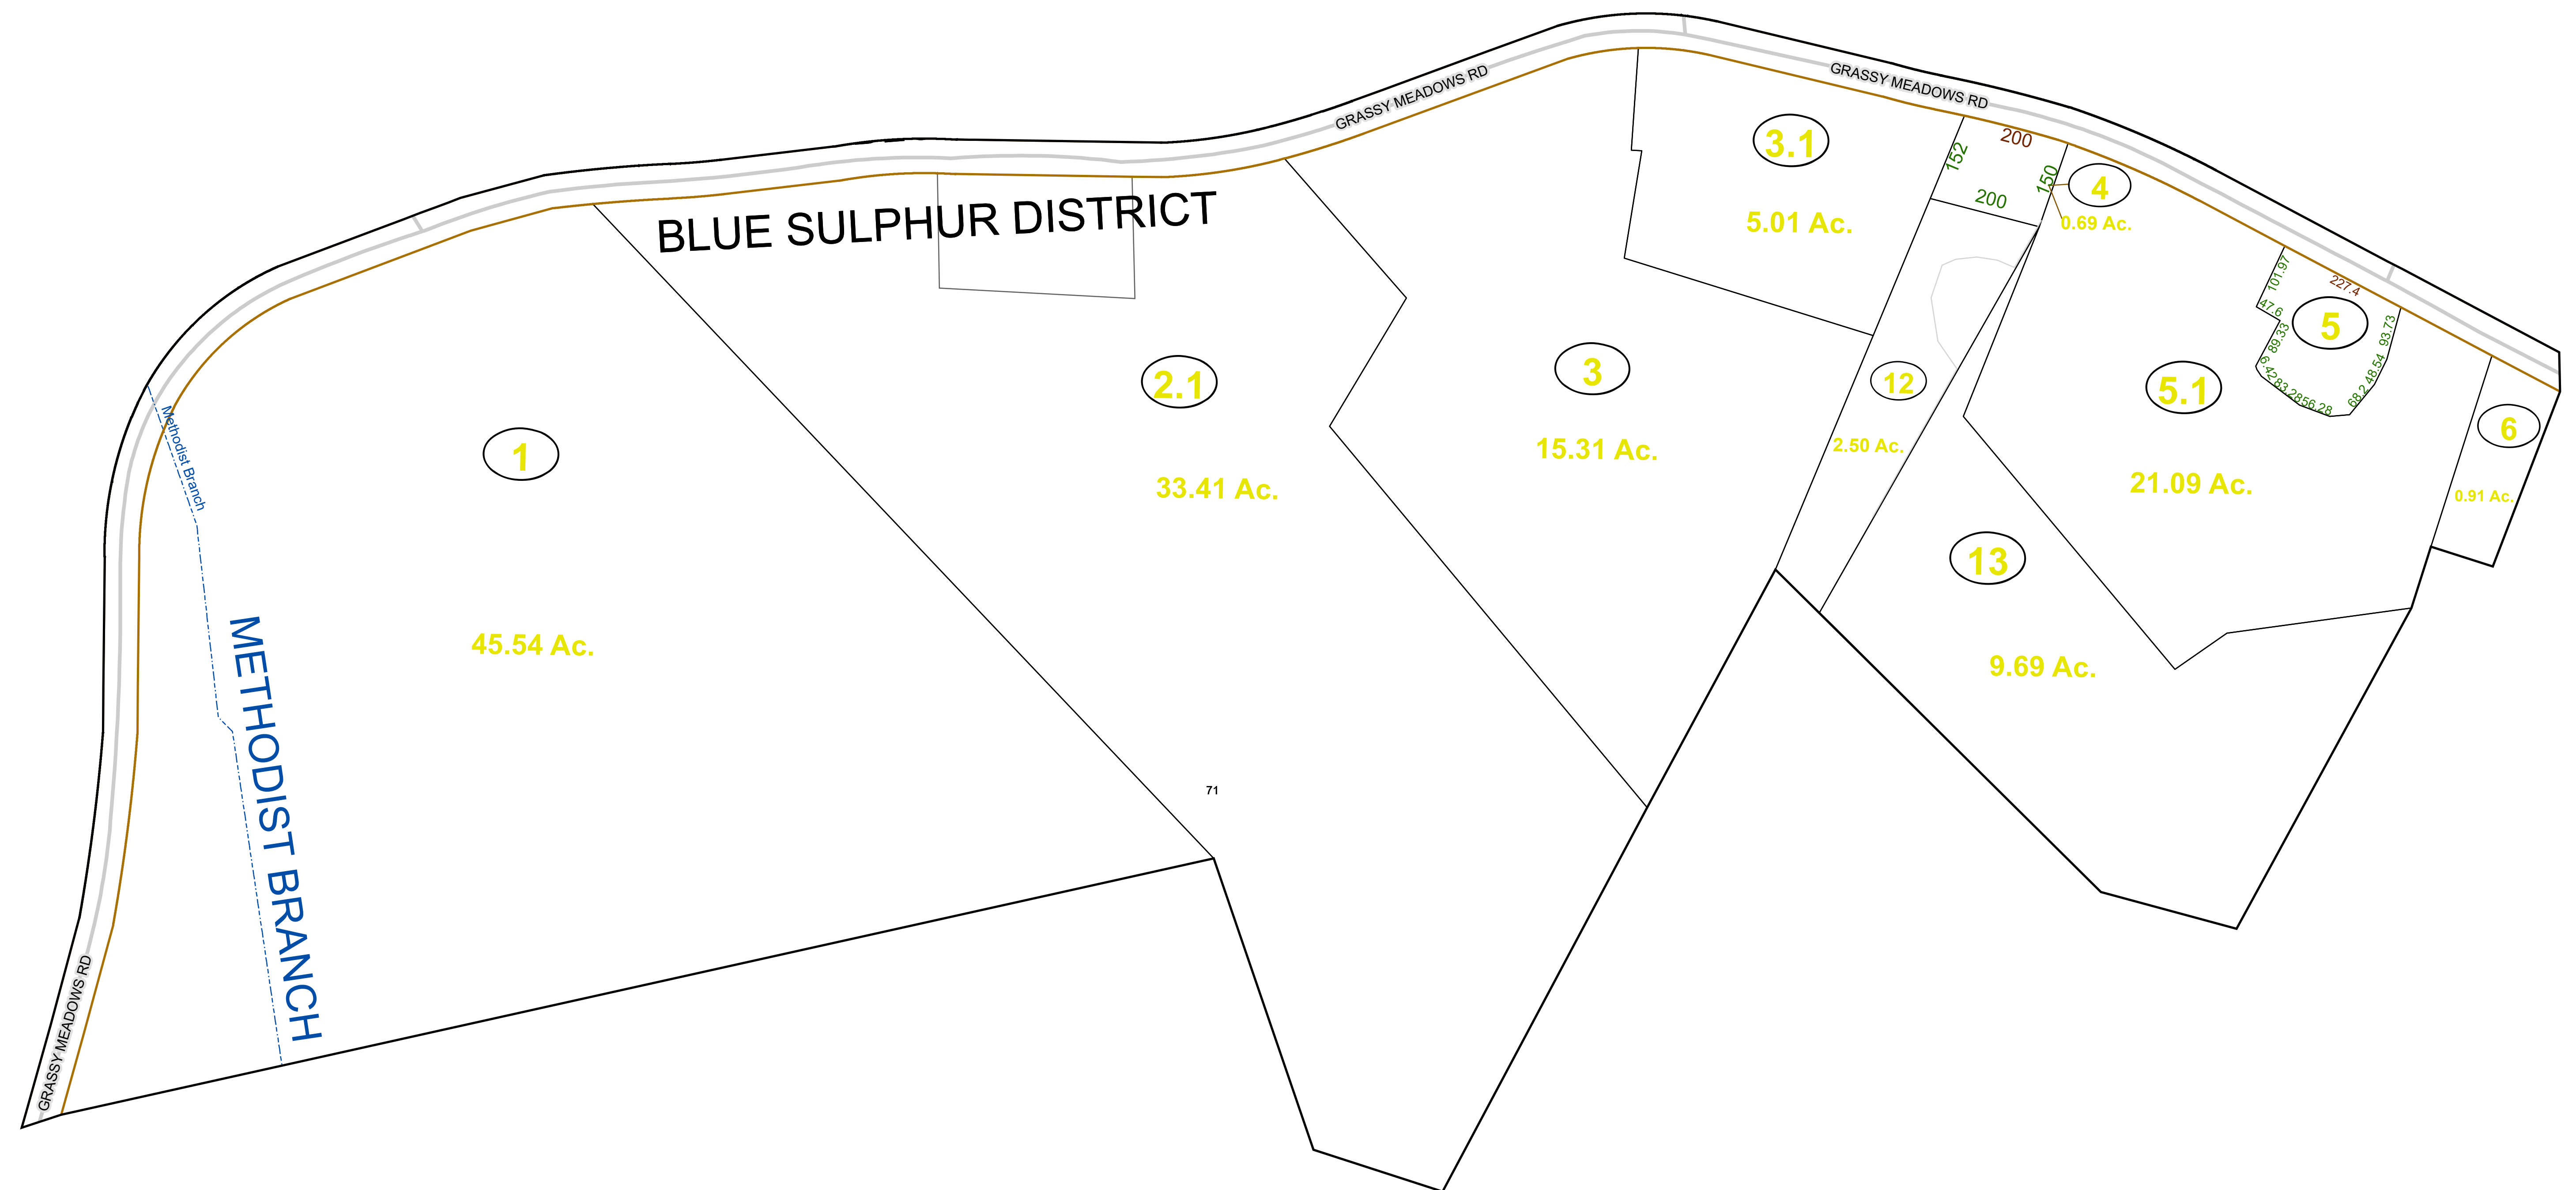 GRASSY MEADOWS RD
GRASSY MEADOWS RD
BLUE SULPHUR DISTRICT
3.1
5.01 Ac.
152
200
150
200
4
0.69 Ac.
101.97
227.4
47.6
89.33
5
93.73
48.54
68.2
56.28
83.28
6.42
2.1
33.41 Ac.
3
15.31 Ac.
12
2.50 Ac.
5.1
21.09 Ac.
6
0.91 Ac.
1
45.54 Ac.
Methodist Branch
METHODIST BRANCH
13
9.69 Ac.
71
GRASSY MEADOWS RD